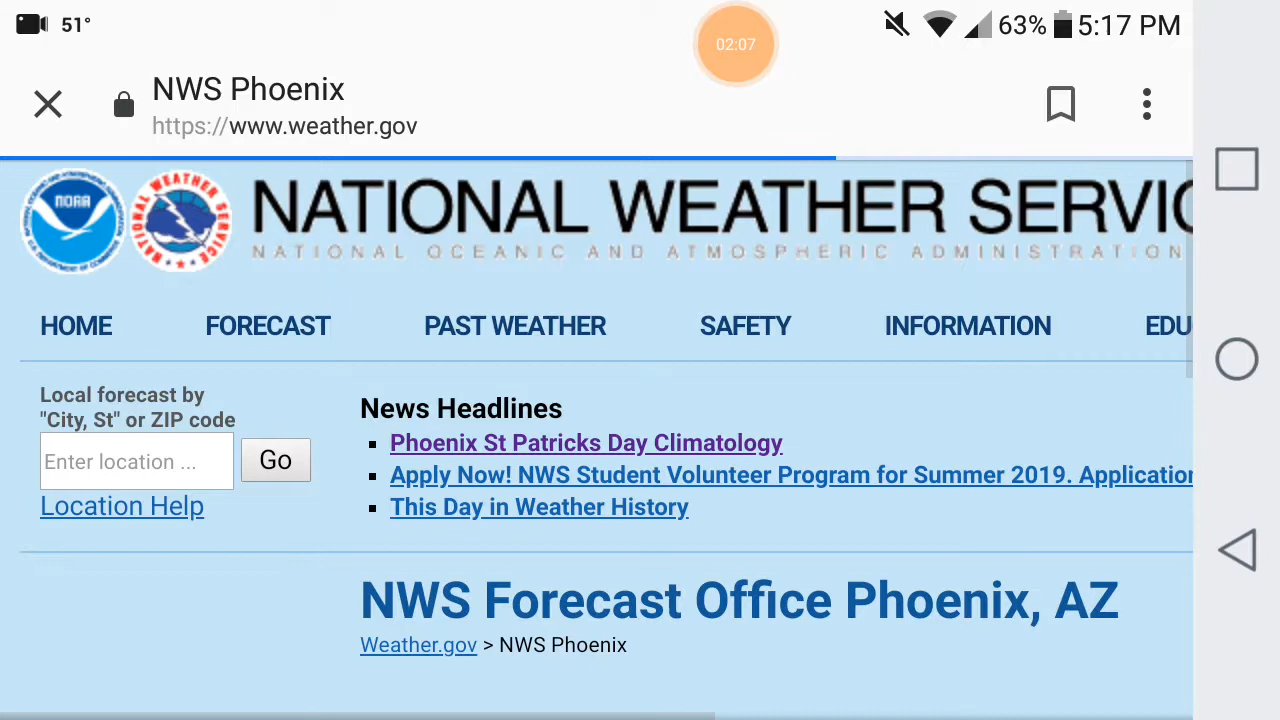 51°
02:07
63%
5:17 PM
NWS Phoenix
https://www.weather.gov
NOAA
NATIONAL WEATHER SERVIC
NATIONAL OCEANIC AND ATMOSPHERIC ADMINISTRATION
HOME FORECAST PAST WEATHER SAFETY INFORMATION EDU
Local forecast by
"City, St" or ZIP code
Enter location ...
Go
Location Help
News Headlines
Phoenix St Patricks Day Climatology
Apply Now! NWS Student Volunteer Program for Summer 2019. Application
This Day in Weather History
NWS Forecast Office Phoenix, AZ
Weather.gov > NWS Phoenix